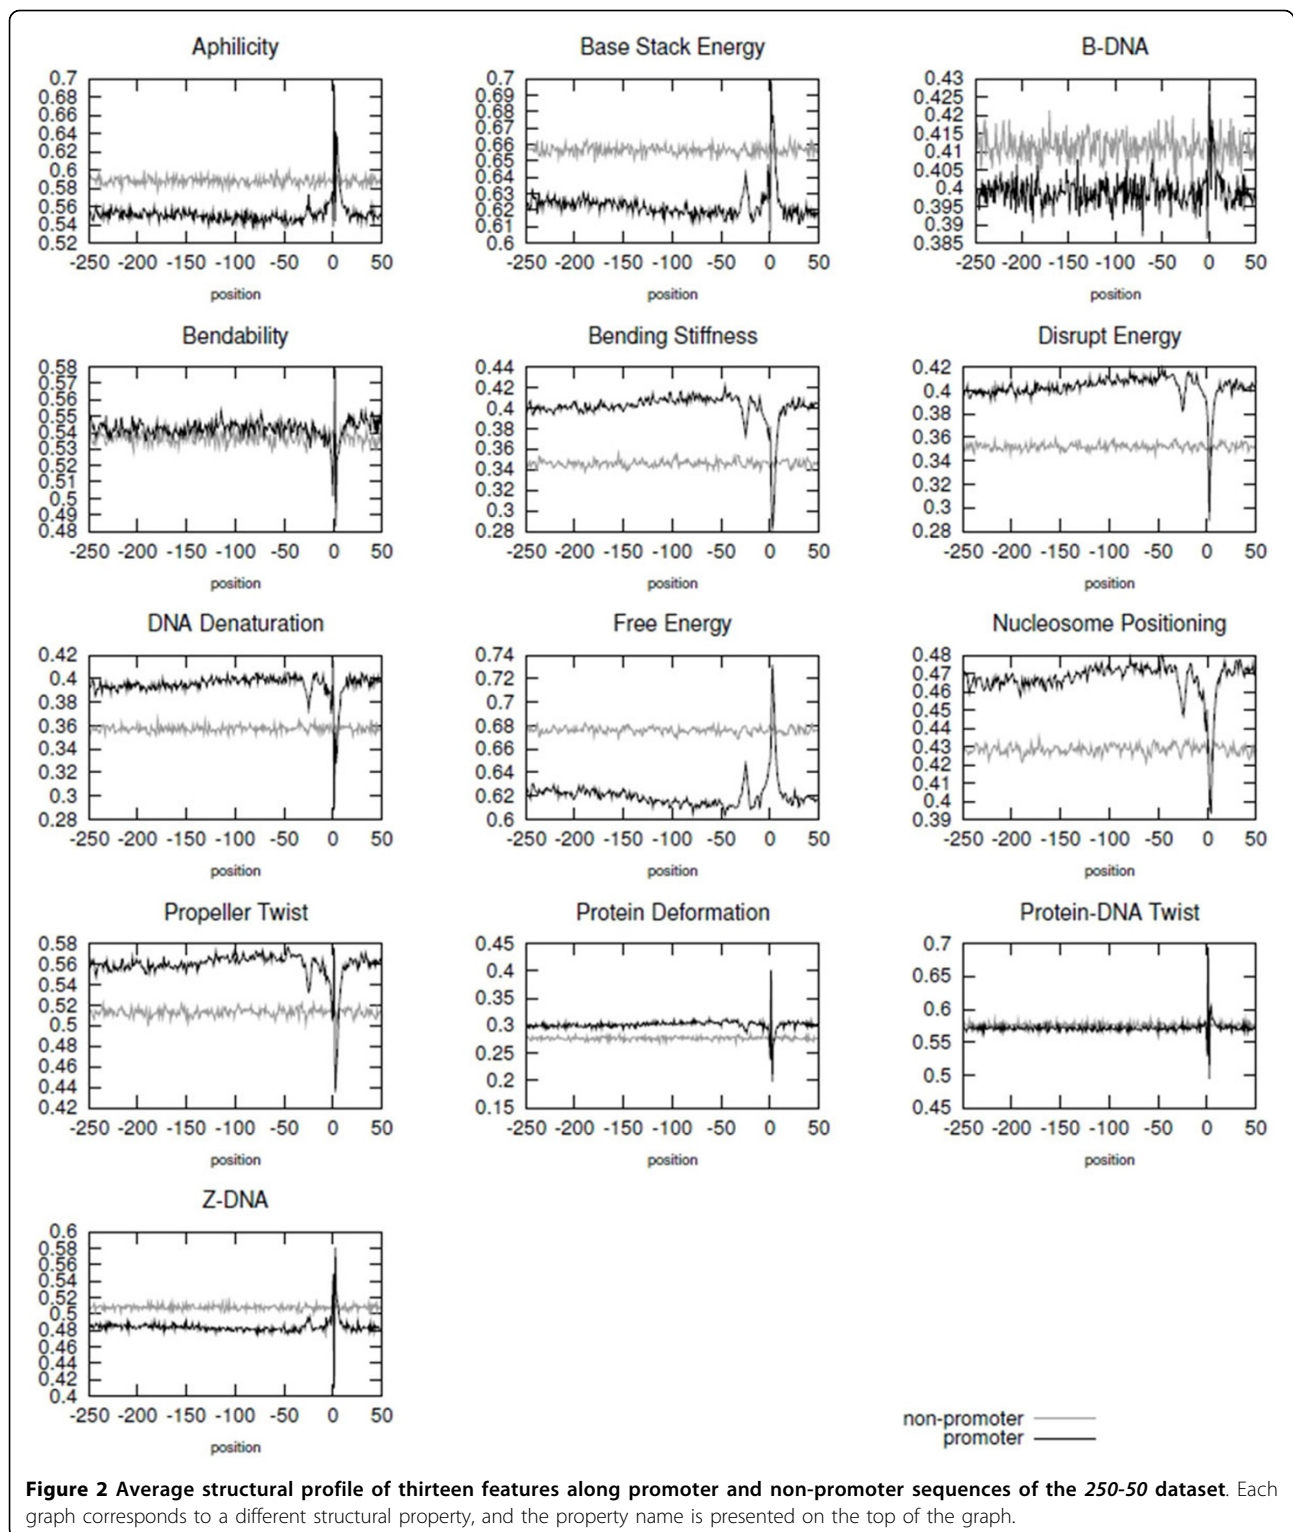 Aphilicity
0.7
0.68
0.66
0.64
0.62
0.6
0.58
0.56
0.54
0.52
-250 -200 -150 -100 -50 0 50
position
Base Stack Energy
0.7
0.69
0.68
0.67
0.66
0.65
0.64
0.63
0.62
0.61
0.6
-250 -200 -150 -100 -50 0 50
position
B-DNA
0.43
0.425
0.42
0.415
0.41
0.405
0.4
0.395
0.39
0.385
-250 -200 -150 -100 -50 0 50
position
Bendability
0.58
0.57
0.56
0.55
0.54
0.53
0.52
0.51
0.5
0.49
0.48
-250 -200 -150 -100 -50 0 50
position
Bending Stiffness
0.44
0.42
0.4
0.38
0.36
0.34
0.32
0.3
0.28
-250 -200 -150 -100 -50 0 50
position
Disrupt Energy
0.42
0.4
0.38
0.36
0.34
0.32
0.3
0.28
-250 -200 -150 -100 -50 0 50
position
DNA Denaturation
0.42
0.4
0.38
0.36
0.34
0.32
0.3
0.28
-250 -200 -150 -100 -50 0 50
position
Free Energy
0.74
0.72
0.7
0.68
0.66
0.64
0.62
0.6
-250 -200 -150 -100 -50 0 50
position
Nucleosome Positioning
0.48
0.47
0.46
0.45
0.44
0.43
0.42
0.41
0.4
0.39
-250 -200 -150 -100 -50 0 50
position
Propeller Twist
0.58
0.56
0.54
0.52
0.5
0.48
0.46
0.44
0.42
-250 -200 -150 -100 -50 0 50
position
Protein Deformation
0.45
0.4
0.35
0.3
0.25
0.2
0.15
-250 -200 -150 -100 -50 0 50
position
Protein-DNA Twist
0.7
0.65
0.6
0.55
0.5
0.45
-250 -200 -150 -100 -50 0 50
position
Z-DNA
0.6
0.58
0.56
0.54
0.52
0.5
0.48
0.46
0.44
0.42
0.4
-250 -200 -150 -100 -50 0 50
position
non-promoter
promoter
Figure 2 Average structural profile of thirteen features along promoter and non-promoter sequences of the 250-50 dataset. Each
graph corresponds to a different structural property, and the property name is presented on the top of the graph.